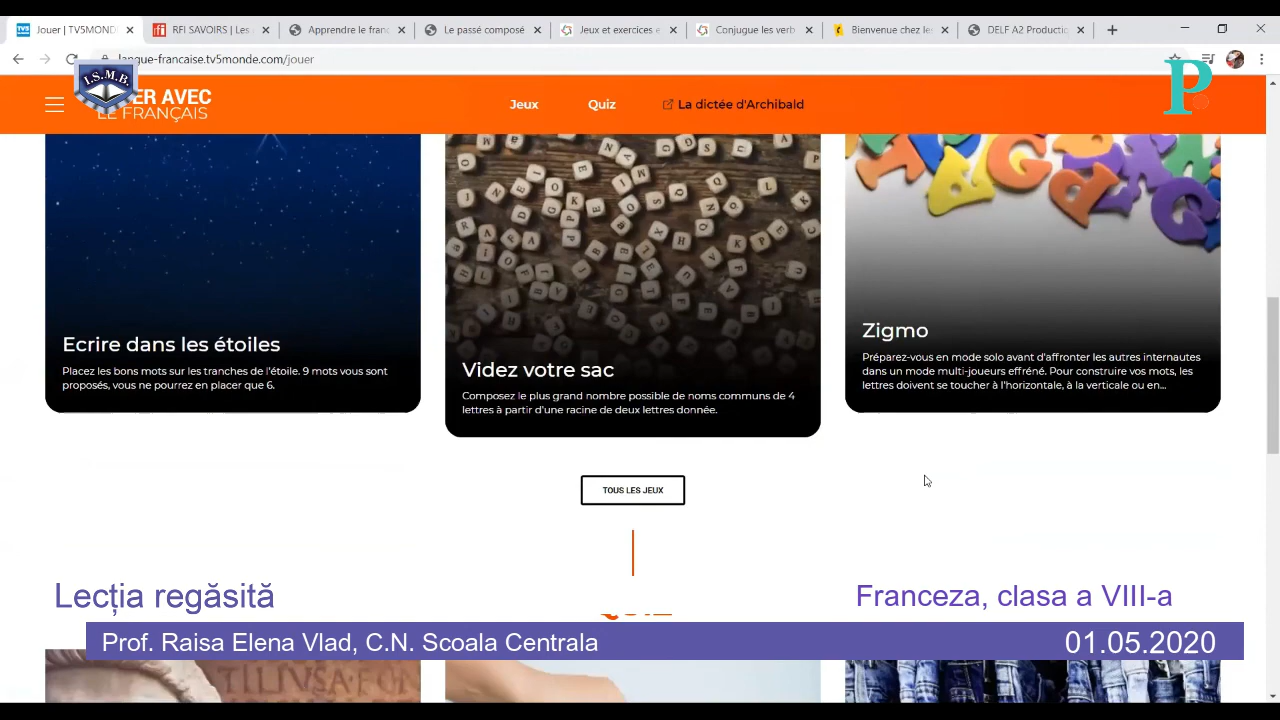 Jouer | TV5MOND
RFI SAVOIRS | Les
Apprendre le franc
Le passé composé
Jeux et exercices e
Conjugue les verb
Bienvenue chez les
DELF A2 Productio
langue-francaise.tv5monde.com/jouer
I.S.M.B.
ER AVEC
LE FRANÇAIS
Jeux
Quiz
La dictée d'Archibald
P.
Ecrire dans les étoiles
Placez les bons mots sur les tranches de l'étoile. 9 mots vous sont
proposés, vous ne pourrez en placer que 6.
Videz votre sac
Composez le plus grand nombre possible de noms communs de 4
lettres à partir d'une racine de deux lettres donnée.
Zigmo
Préparez-vous en mode solo avant d'affronter les autres internautes
dans un mode multi-joueurs effréné. Pour construire vos mots, les
lettres doivent se toucher à l'horizontale, à la verticale ou en...
TOUS LES JEUX
Lecția regăsită
Franceza, clasa a VIII-a
Prof. Raisa Elena Vlad, C.N. Scoala Centrala
01.05.2020